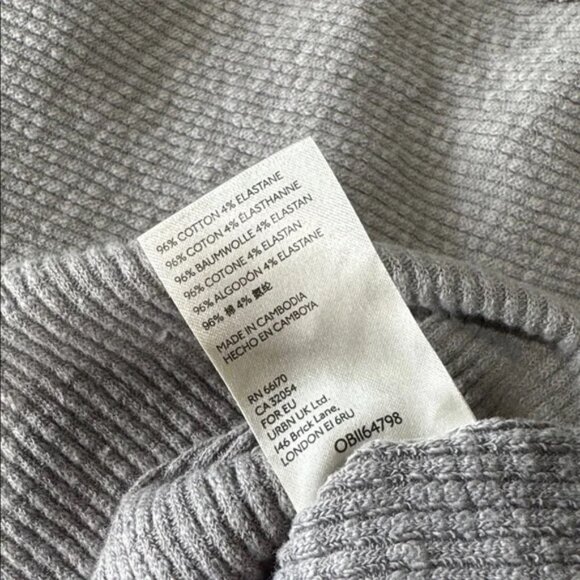 96% COTTON 4% ELASTANE
96% COTON 4% ÉLASTHANNE
96% BAUMWOLLE 4% ELASTAN
96% COTONE 4% ELASTAN
96% ALGODÓN 4% ELASTANE
96% 棉 4% 氨纶
MADE IN CAMBODIA
HECHO EN CAMBOYA
RN 66170
CA 32054
FOR EU
URBN UK Ltd.
146 Brick Lane,
LONDON E1 6RU
OB1164798